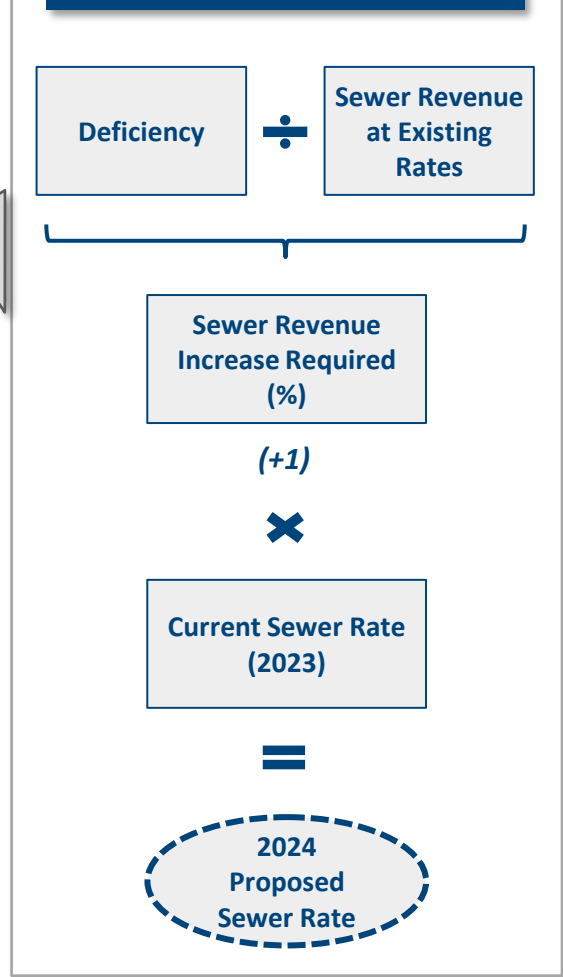 Deficiency
÷
Sewer Revenue
at Existing
Rates
Sewer Revenue
Increase Required
(%)
(+1)
×
Current Sewer Rate
(2023)
=
2024
Proposed
Sewer Rate